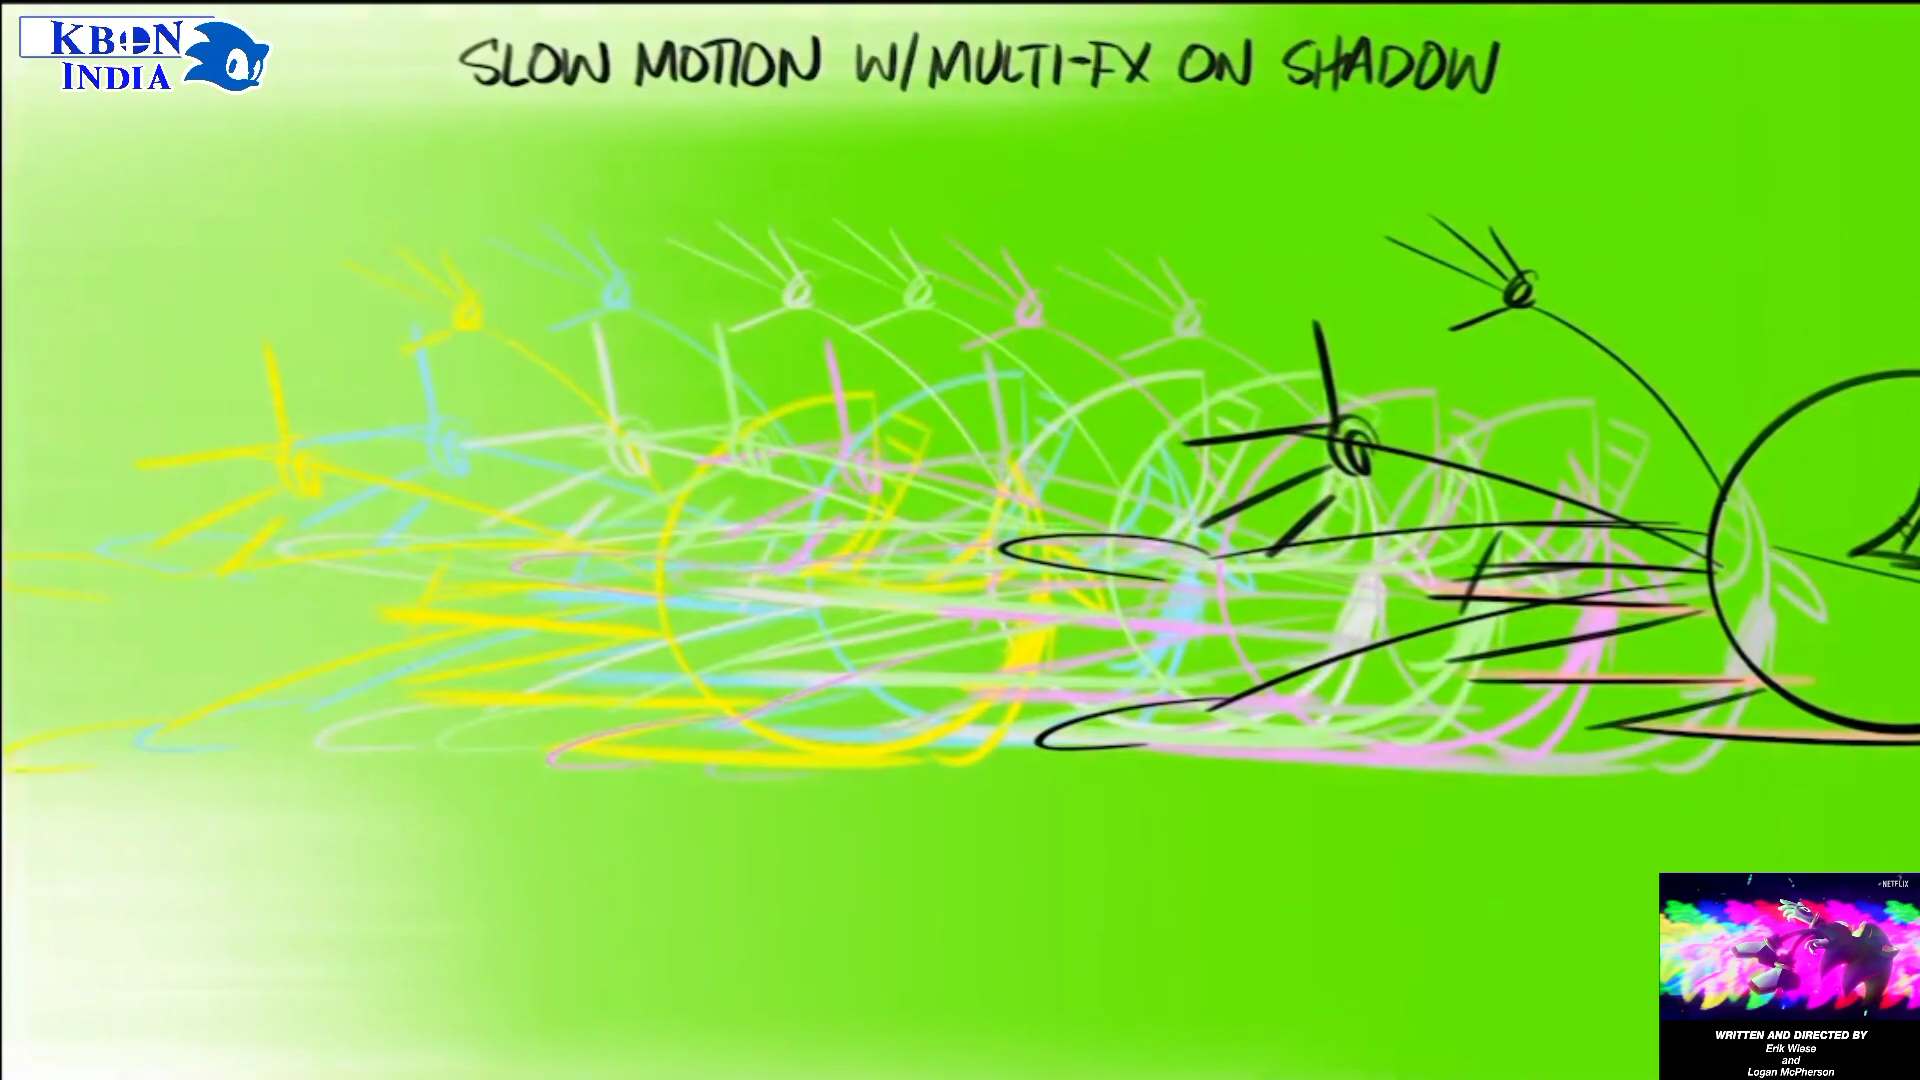 KBON
INDIA
SLOW MOTION W/MULTI-FX ON SHADOW
NETFLIX
WRITTEN AND DIRECTED BY
Erik Wiese
and
Logan McPherson